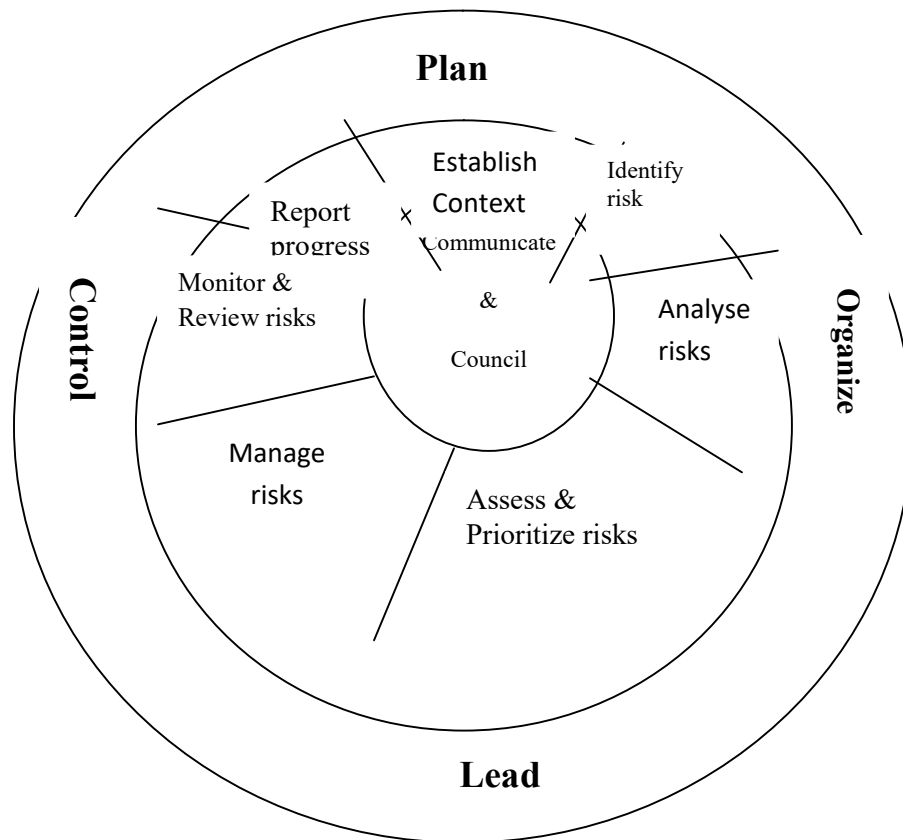 Plan
Establish
Context
Communicate
&
Council
Identify
risk
Analyse
risks
Organize
Assess &
Prioritize risks
Lead
Manage
risks
Monitor &
Review risks
Control
Report
progress